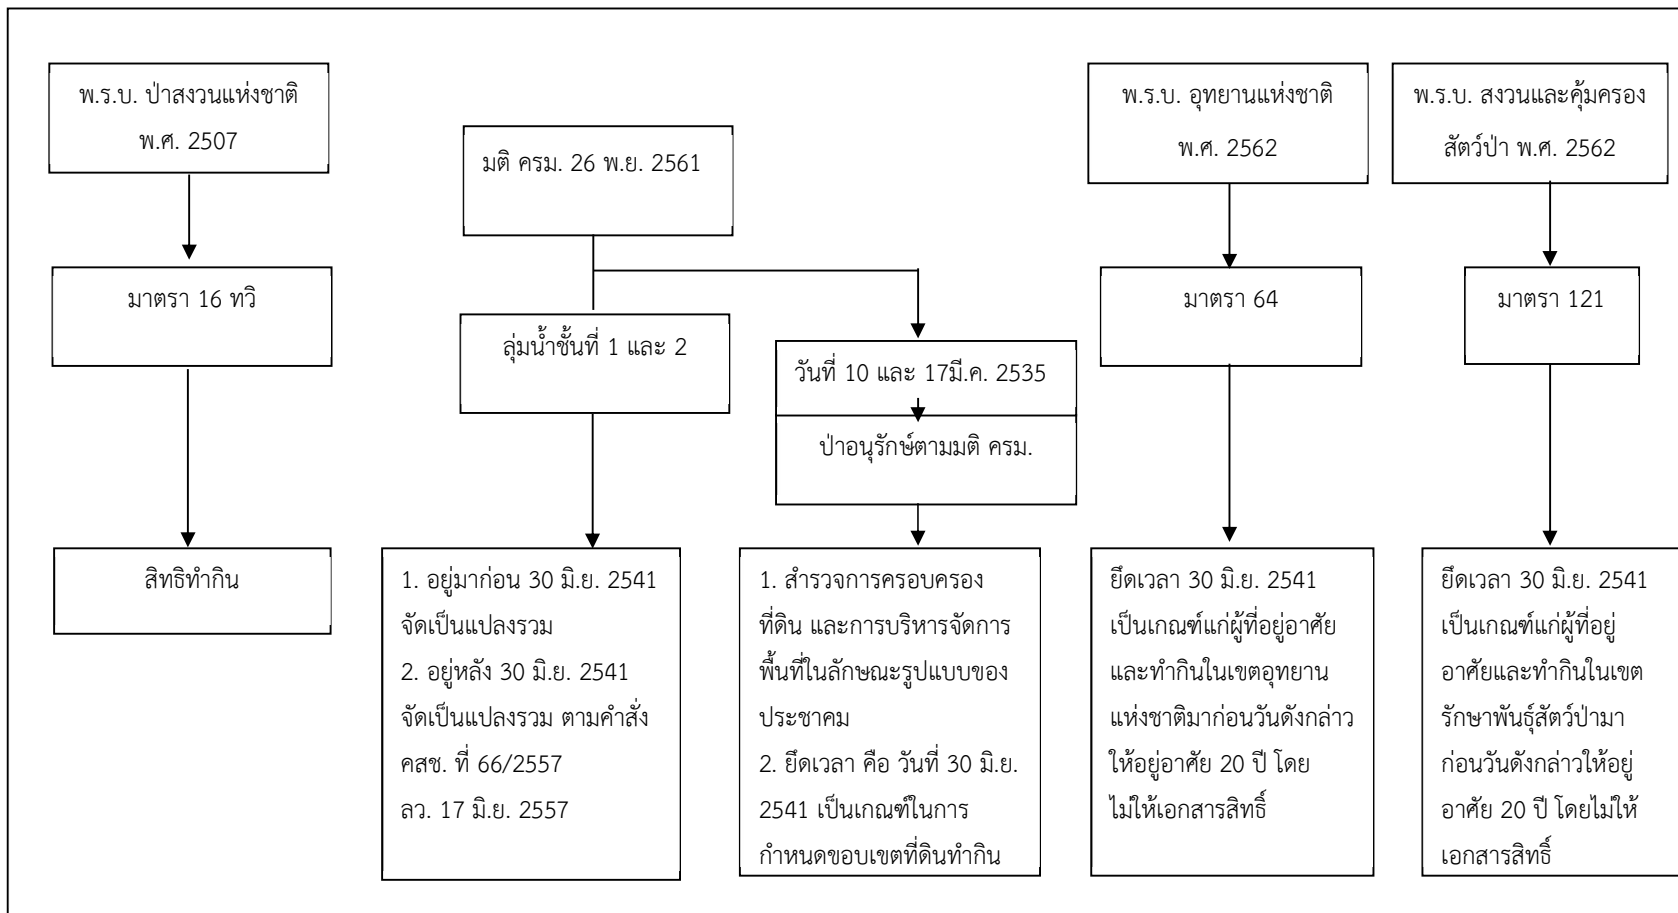 พ.ร.บ. ป่าสงวนแห่งชาติ
พ.ศ. 2507
มาตรา 16 ทวิ
สิทธิทำกิน
มติ ครม. 26 พ.ย. 2561
ลุ่มน้ำชั้นที่ 1 และ 2
1. อยู่มาก่อน 30 มิ.ย. 2541
จัดเป็นแปลงรวม
2. อยู่หลัง 30 มิ.ย. 2541
จัดเป็นแปลงรวม ตามคำสั่ง
คสช. ที่ 66/2557
ลว. 17 มิ.ย. 2557
วันที่ 10 และ 17มี.ค. 2535
ป่าอนุรักษ์ตามมติ ครม.
1. สำรวจการครอบครอง
ที่ดิน และการบริหารจัดการ
พื้นที่ในลักษณะรูปแบบของ
ประชาคม
2. ยึดเวลา คือ วันที่ 30 มิ.ย.
2541 เป็นเกณฑ์ในการ
กำหนดขอบเขตที่ดินทำกิน
พ.ร.บ. อุทยานแห่งชาติ
พ.ศ. 2562
มาตรา 64
ยึดเวลา 30 มิ.ย. 2541
เป็นเกณฑ์แก่ผู้ที่อยู่อาศัย
และทำกินในเขตอุทยาน
แห่งชาติมาก่อนวันดังกล่าว
ให้อยู่อาศัย 20 ปี โดย
ไม่ให้เอกสารสิทธิ์
พ.ร.บ. สงวนและคุ้มครอง
สัตว์ป่า พ.ศ. 2562
มาตรา 121
ยึดเวลา 30 มิ.ย. 2541
เป็นเกณฑ์แก่ผู้ที่อยู่
อาศัยและทำกินในเขต
รักษาพันธุ์สัตว์ป่ามา
ก่อนวันดังกล่าวให้อยู่
อาศัย 20 ปี โดยไม่ให้
เอกสารสิทธิ์